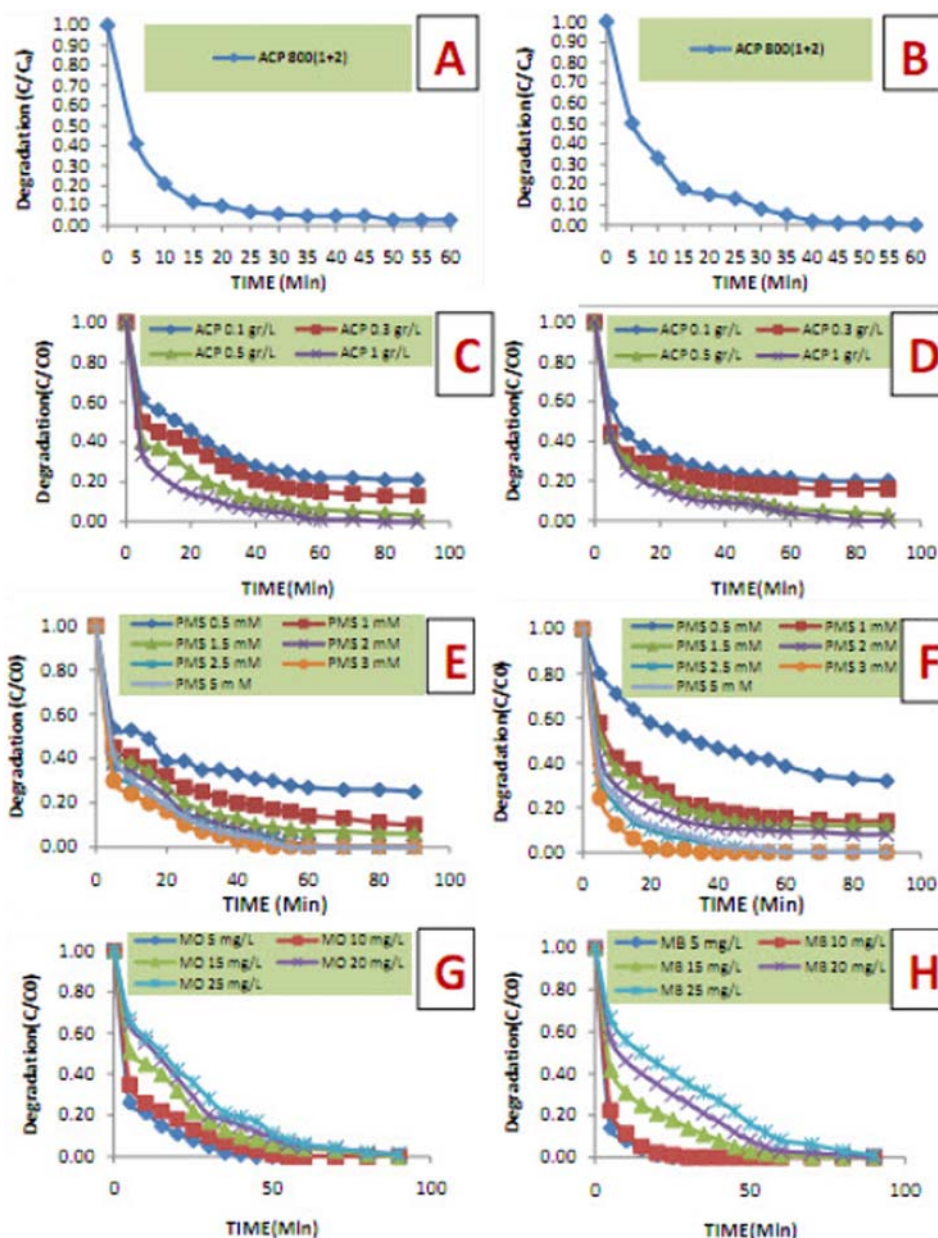 1.00
0.90
0.80
0.70
0.60
0.50
0.40
0.30
0.20
0.10
0.00
Degradation (C/C₀)
ACP 800(1+2)
A
0 5 10 15 20 25 30 35 40 45 50 55 60
TIME (Min)
1.00
0.90
0.80
0.70
0.60
0.50
0.40
0.30
0.20
0.10
0.00
Degradation (C/C₀)
ACP 800(1+2)
B
0 5 10 15 20 25 30 35 40 45 50 55 60
TIME (Min)
1.00
0.80
0.60
0.40
0.20
0.00
Degradation(C/C0)
ACP 0.1 gr/L ACP 0.3 gr/L
ACP 0.5 gr/L ACP 1 gr/L
C
0 20 40 60 80 100
TIME(Min)
1.00
0.80
0.60
0.40
0.20
0.00
Degradation(C/C0)
ACP 0.1 gr/L ACP 0.3 gr/L
ACP 0.5 gr/L ACP 1 gr/L
D
0 20 40 60 80 100
TIME(Min)
1.00
0.80
0.60
0.40
0.20
0.00
Degradation (C/C0)
PMS 0.5 mM PMS 1 mM
PMS 1.5 mM PMS 2 mM
PMS 2.5 mM PMS 3 mM
PMS 5 m M
E
0 20 40 60 80 100
TIME (Min)
1.00
0.80
0.60
0.40
0.20
0.00
Degradation(C/C0)
PMS 0.5 mM PMS 1 mM
PMS 1.5 mM PMS 2 mM
PMS 2.5 mM PMS 3 mM
PMS 5 m M
F
0 20 40 60 80 100
TIME (Min)
1.00
0.80
0.60
0.40
0.20
0.00
Degradation(C/C0)
MO 5 mg/L MO 10 mg/L
MO 15 mg/L MO 20 mg/L
MO 25 mg/L
G
0 50 100
TIME(Min)
1.00
0.80
0.60
0.40
0.20
0.00
Degradation(C/C0)
MB 5 mg/L MB 10 mg/L
MB 15 mg/L MB 20 mg/L
MB 25 mg/L
H
0 50 100
TIME(Min)